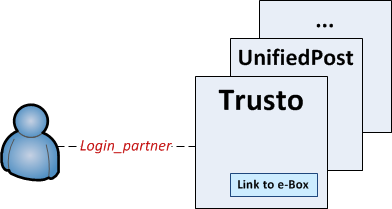 ...
UnifiedPost
Trusto
Login_partner
Link to e-Box